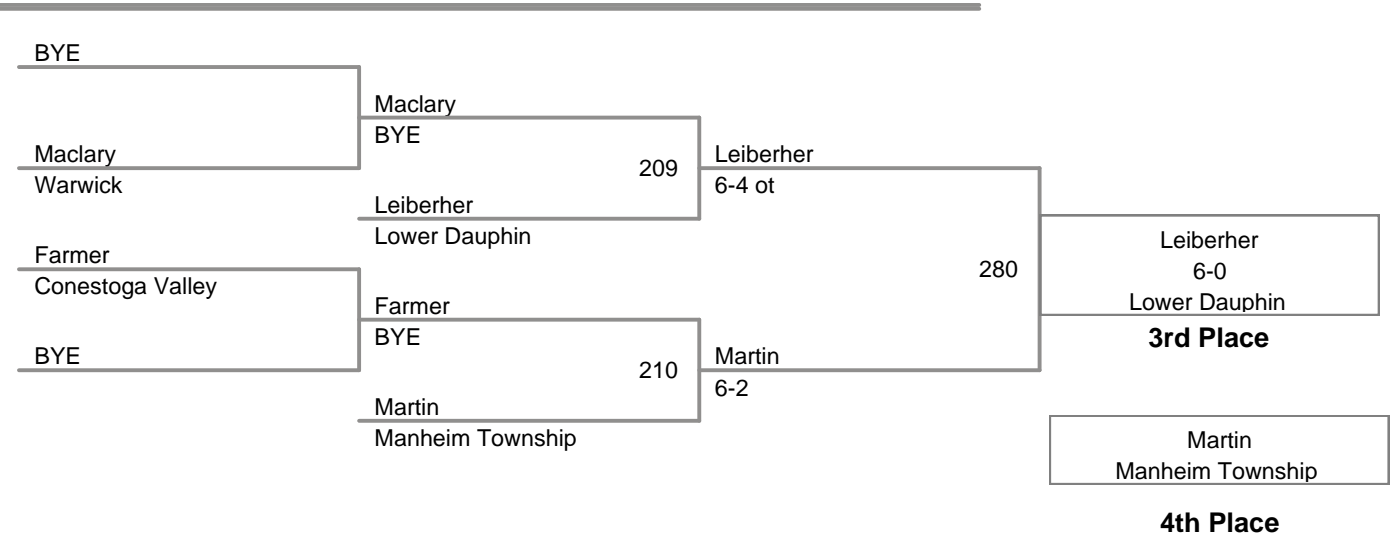 BYE
Maclary
BYE
Maclary
Warwick
209
Leiberher
6-4 ot
Leiberher
Lower Dauphin
Farmer
Conestoga Valley
280
Leiberher
6-0
Lower Dauphin
3rd Place
Farmer
BYE
BYE
210
Martin
6-2
Martin
Manheim Township
Martin
Manheim Township
4th Place